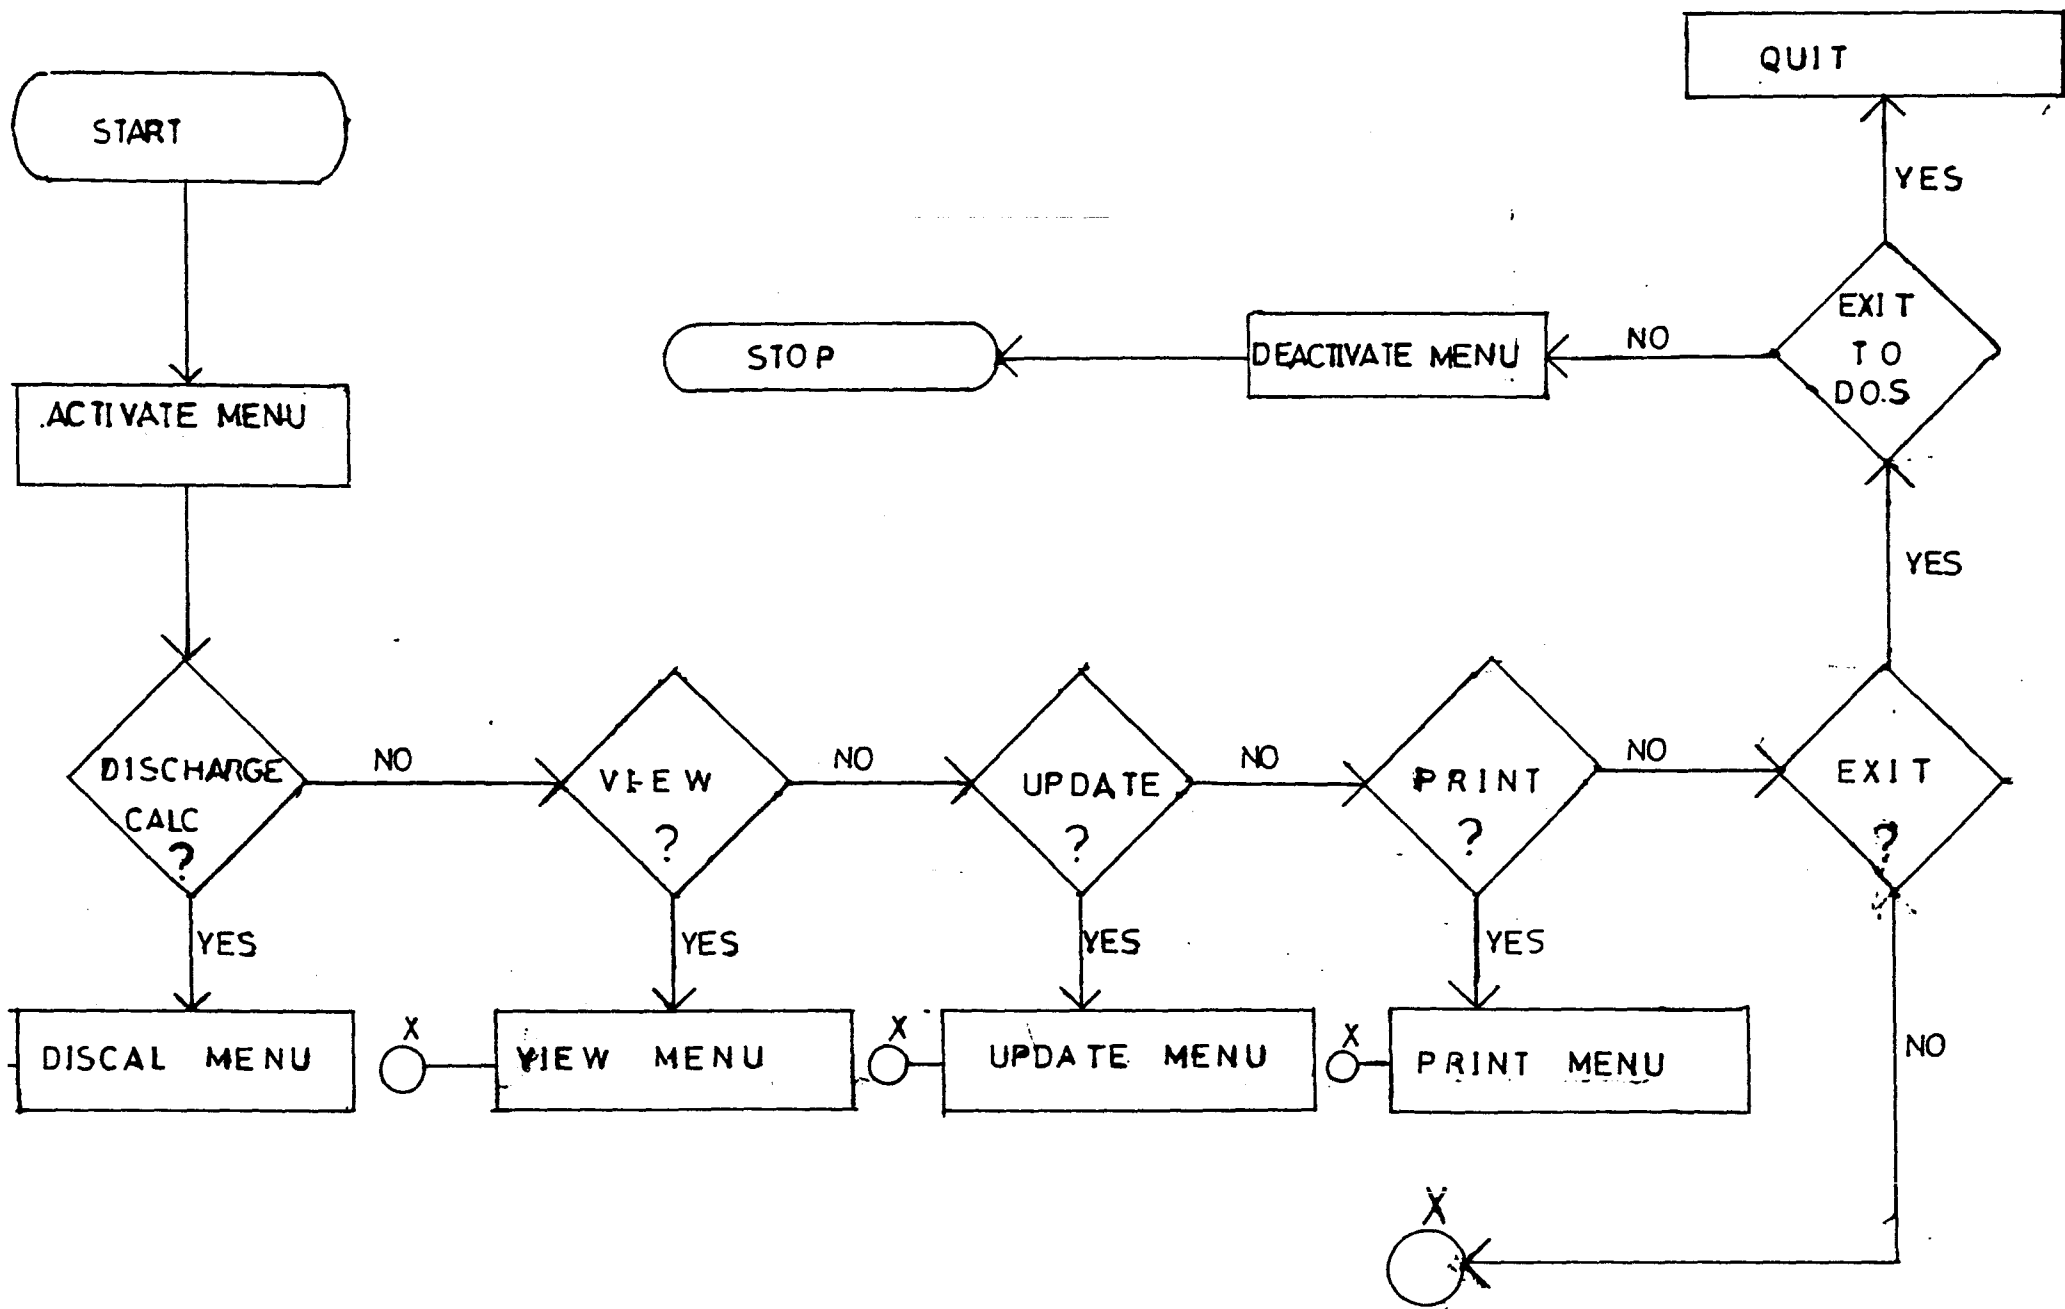 QUIT
START
YES
EXIT
TO
DO.S
NO
STOP
DEACTIVATE MENU
ACTIVATE MENU
YES
DISCHARGE
CALC
?
NO
VIEW
?
NO
UPDATE
?
NO
PRINT
?
NO
EXIT
?
YES
YES
YES
YES
NO
DISCAL MENU
X
VIEW MENU
X
UPDATE MENU
X
PRINT MENU
X